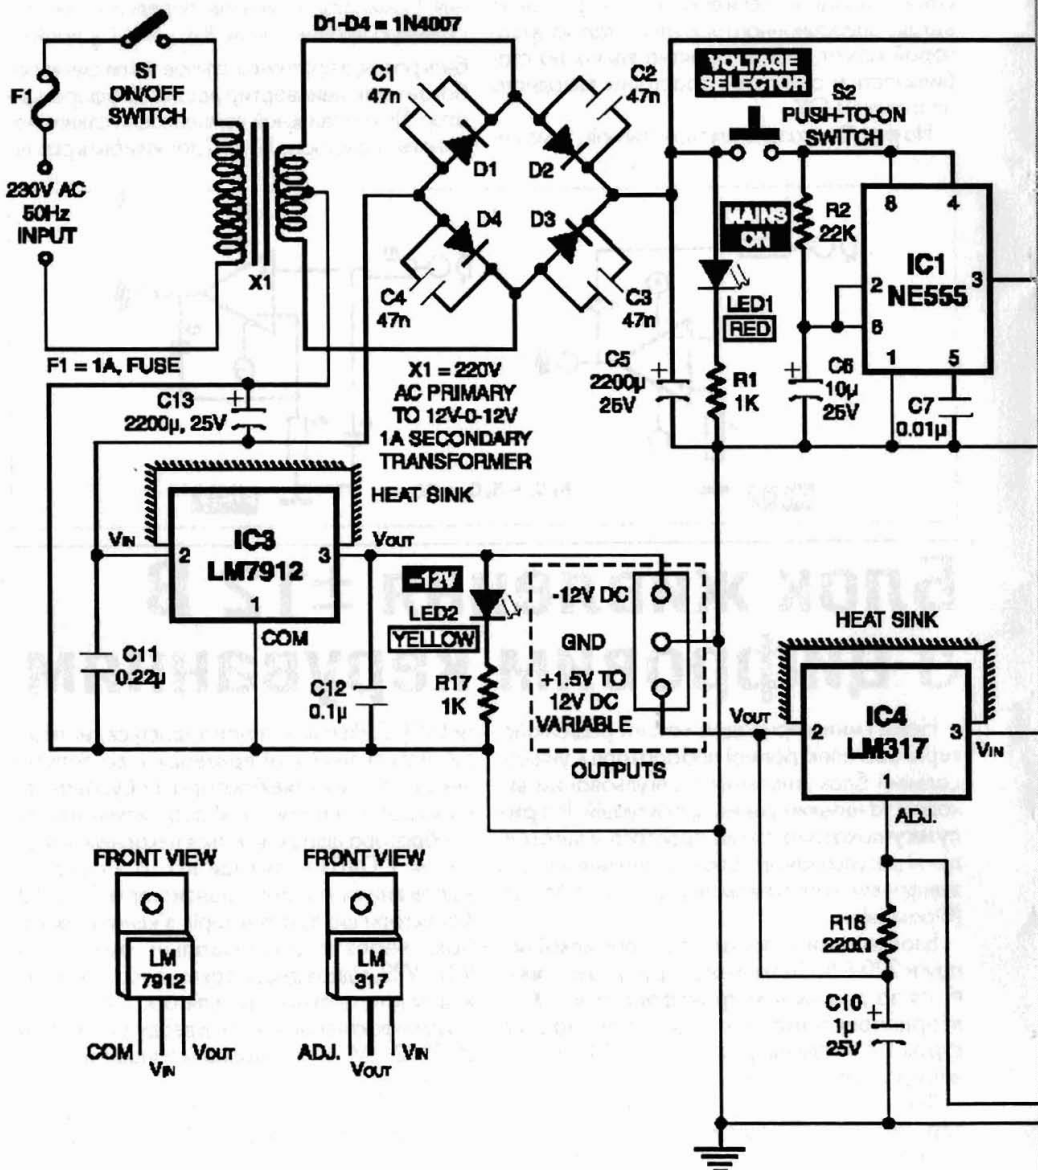 D1-D4 = 1N4007
F1
S1
ON/OFF
SWITCH
230V AC
50Hz
INPUT
X1
F1 = 1A, FUSE
C1
47n
C2
47n
D1
D2
D4
D3
C4
47n
C3
47n
VOLTAGE
SELECTOR
S2
PUSH-TO-ON
SWITCH
MAINS
ON
LED1
RED
R1
1K
C5
2200µ
25V
R2
22K
8
4
IC1
NE555
3
2
6
1
5
C6
10µ
25V
C7
0.01µ
X1 = 220V
AC PRIMARY
TO 12V-0-12V
1A SECONDARY
TRANSFORMER
C13
2200µ, 25V
HEAT SINK
VIN
2
IC3
LM7912
3
VOUT
1
COM
C11
0.22µ
C12
0.1µ
-12V
LED2
YELLOW
R17
1K
-12V DC
GND
+1.5V TO
12V DC
VARIABLE
OUTPUTS
HEAT SINK
VOUT
2
IC4
LM317
3
VIN
1
ADJ.
R16
220Ω
C10
1µ
25V
FRONT VIEW
LM
7912
COM
VIN
VOUT
FRONT VIEW
LM
317
ADJ.
VOUT
VIN